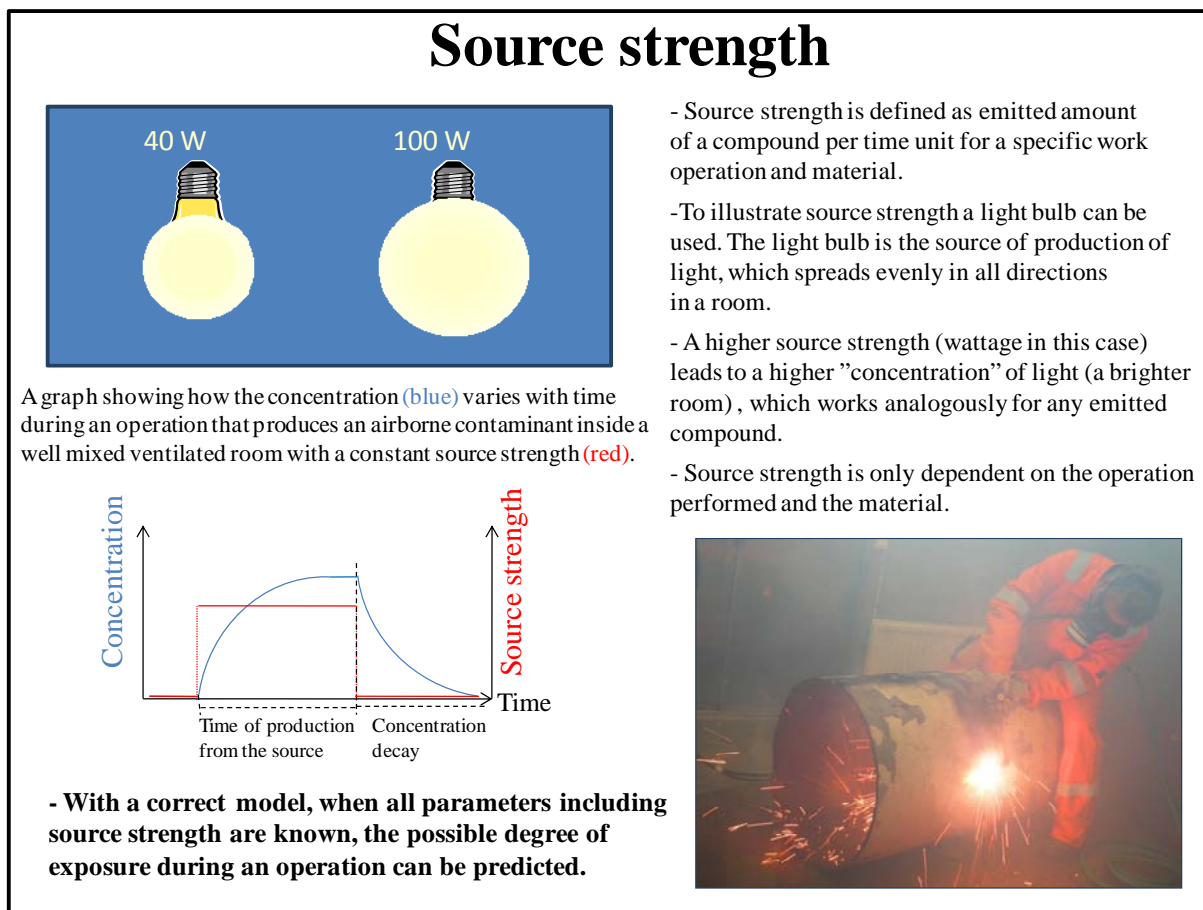 Source strength
40 W
100 W
A graph showing how the concentration (blue) varies with time
during an operation that produces an airborne contaminant inside a
well mixed ventilated room with a constant source strength (red).
Concentration
Source strength
Time
Time of production
from the source
Concentration
decay
- With a correct model, when all parameters including
source strength are known, the possible degree of
exposure during an operation can be predicted.
- Source strength is defined as emitted amount
of a compound per time unit for a specific work
operation and material.
-To illustrate source strength a light bulb can be
used. The light bulb is the source of production of
light, which spreads evenly in all directions
in a room.
- A higher source strength (wattage in this case)
leads to a higher ”concentration” of light (a brighter
room) , which works analogously for any emitted
compound.
- Source strength is only dependent on the operation
performed and the material.